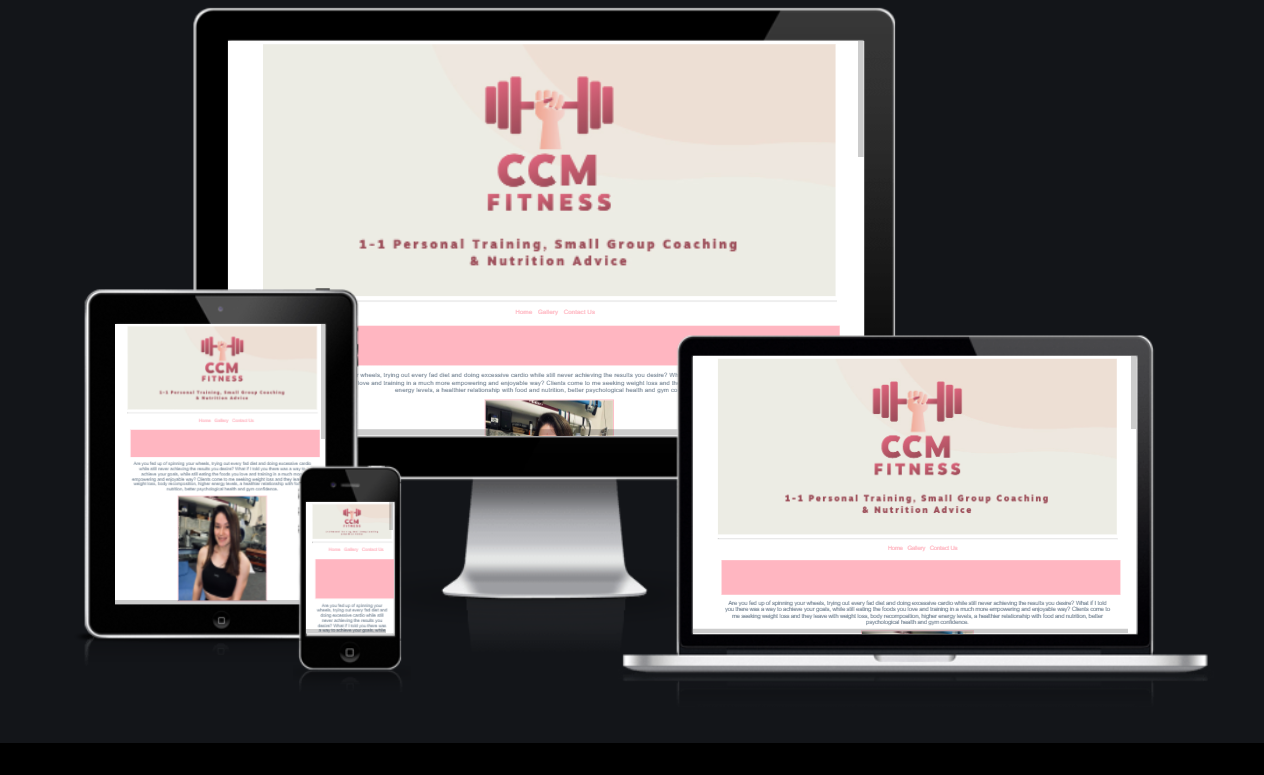 CCM
FITNESS
1-1 Personal Training, Small Group Coaching
& Nutrition Advice
Home Gallery Contact Us
wheels, trying out every fad diet and doing excessive cardio while still never achieving the results you desire?
love and training in a much more empowering and enjoyable way? Clients come to me seeking weight loss and
energy levels, a healthier relationship with food and nutrition, better psychological health and gym
CCM
FITNESS
1-1 Personal Training, Small Group Coaching
& Nutrition Advice
Home Gallery Contact Us
Are you fed up of spinning your wheels, trying out every fad diet and doing excessive cardio
while still never achieving the results you desire? What if I told you there was a way to
achieve your goals, while still eating the foods you love and training in a much more
empowering and enjoyable way? Clients come to me seeking weight loss and they leave
weight loss, body recomposition, higher energy levels, a healthier relationship with
nutrition, better psychological health and gym confidence.
CCM
FITNESS
Home Gallery Contact Us
Are you fed up of spinning your
wheels, trying out every fad diet and
doing excessive cardio while still
never achieving the results you
desire? What if I told you there was
a way to achieve your goals, while
CCM
FITNESS
1-1 Personal Training, Small Group Coaching
& Nutrition Advice
Home Gallery Contact Us
Are you fed up of spinning your wheels, trying out every fad diet and doing excessive cardio while still never achieving the results you desire? What if I told
you there was a way to achieve your goals, while still eating the foods you love and training in a much more empowering and enjoyable way? Clients come to
me seeking weight loss and they leave with weight loss, body recomposition, higher energy levels, a healthier relationship with food and nutrition, better
psychological health and gym confidence.